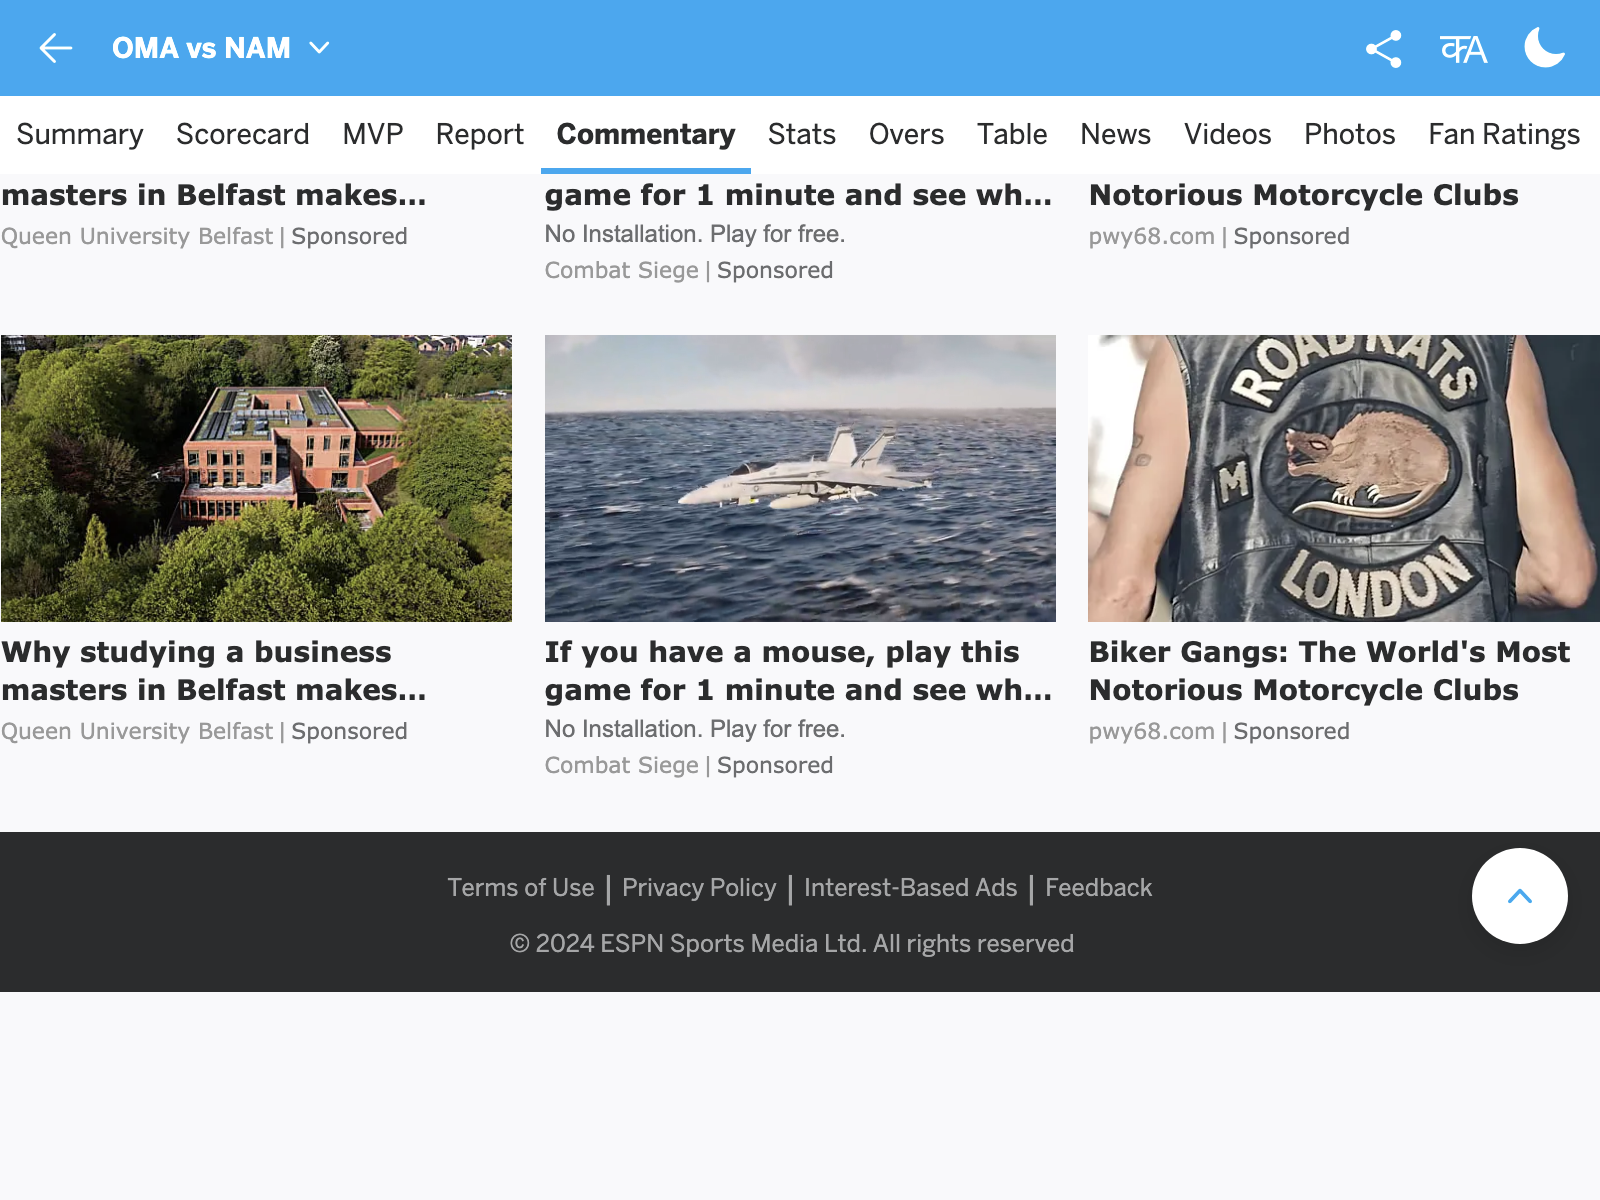 OMA vs NAM
Summary Scorecard MVP Report Commentary Stats Overs Table News Videos Photos Fan Ratings
masters in Belfast makes...
Queen University Belfast | Sponsored
game for 1 minute and see wh...
No Installation. Play for free.
Combat Siege | Sponsored
Notorious Motorcycle Clubs
pwy68.com | Sponsored
ROAD RATS
M
LONDON
Why studying a business
masters in Belfast makes...
Queen University Belfast | Sponsored
If you have a mouse, play this
game for 1 minute and see wh...
No Installation. Play for free.
Combat Siege | Sponsored
Biker Gangs: The World's Most
Notorious Motorcycle Clubs
pwy68.com | Sponsored
Terms of Use | Privacy Policy | Interest-Based Ads | Feedback
© 2024 ESPN Sports Media Ltd. All rights reserved